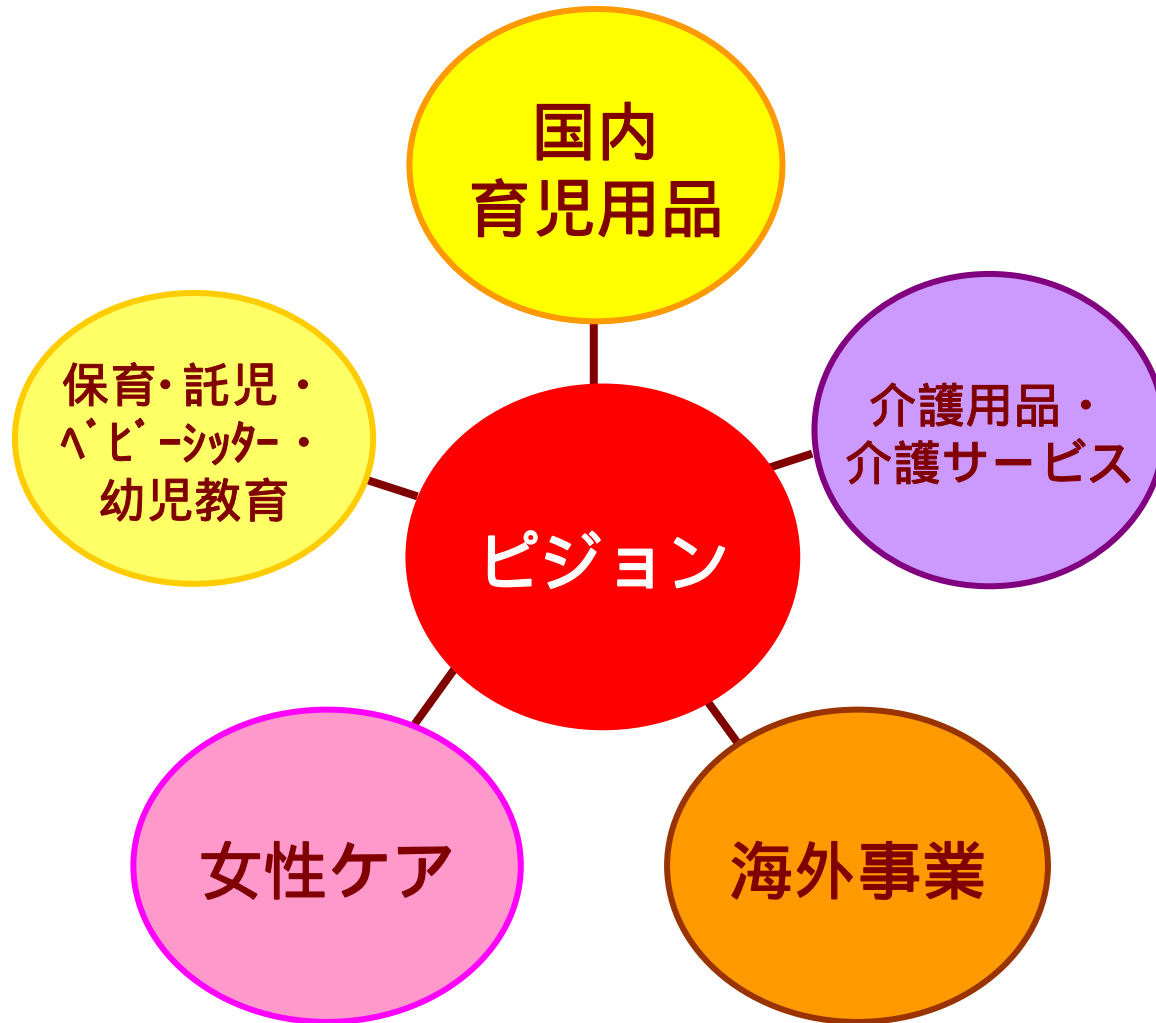 国内
育児用品
保育・託児・
ﾍﾞﾋﾞｰｼｯﾀｰ・
幼児教育
介護用品・
介護サービス
ピジョン
女性ケア
海外事業